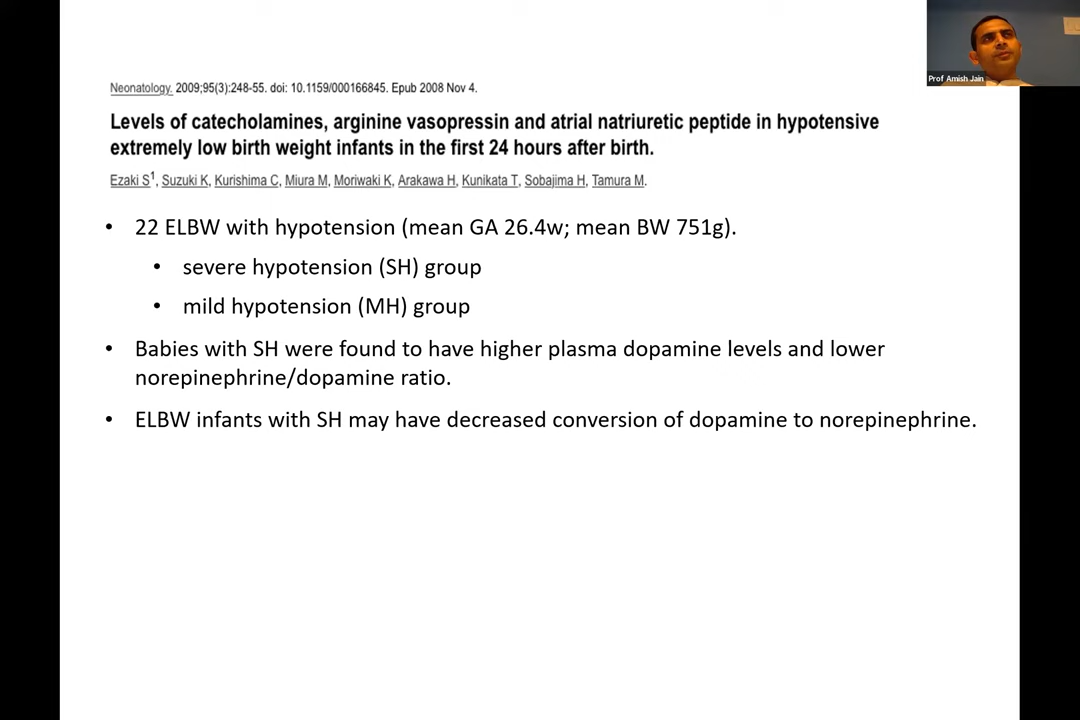 Prof Amish Jain
Neonatology. 2009;95(3):248-55. doi: 10.1159/000166845. Epub 2008 Nov 4.
Levels of catecholamines, arginine vasopressin and atrial natriuretic peptide in hypotensive
extremely low birth weight infants in the first 24 hours after birth.
Ezaki S1, Suzuki K, Kurishima C, Miura M, Moriwaki K, Arakawa H, Kunikata T, Sobajima H, Tamura M.
• 22 ELBW with hypotension (mean GA 26.4w; mean BW 751g).
• severe hypotension (SH) group
• mild hypotension (MH) group
• Babies with SH were found to have higher plasma dopamine levels and lower
norepinephrine/dopamine ratio.
• ELBW infants with SH may have decreased conversion of dopamine to norepinephrine.